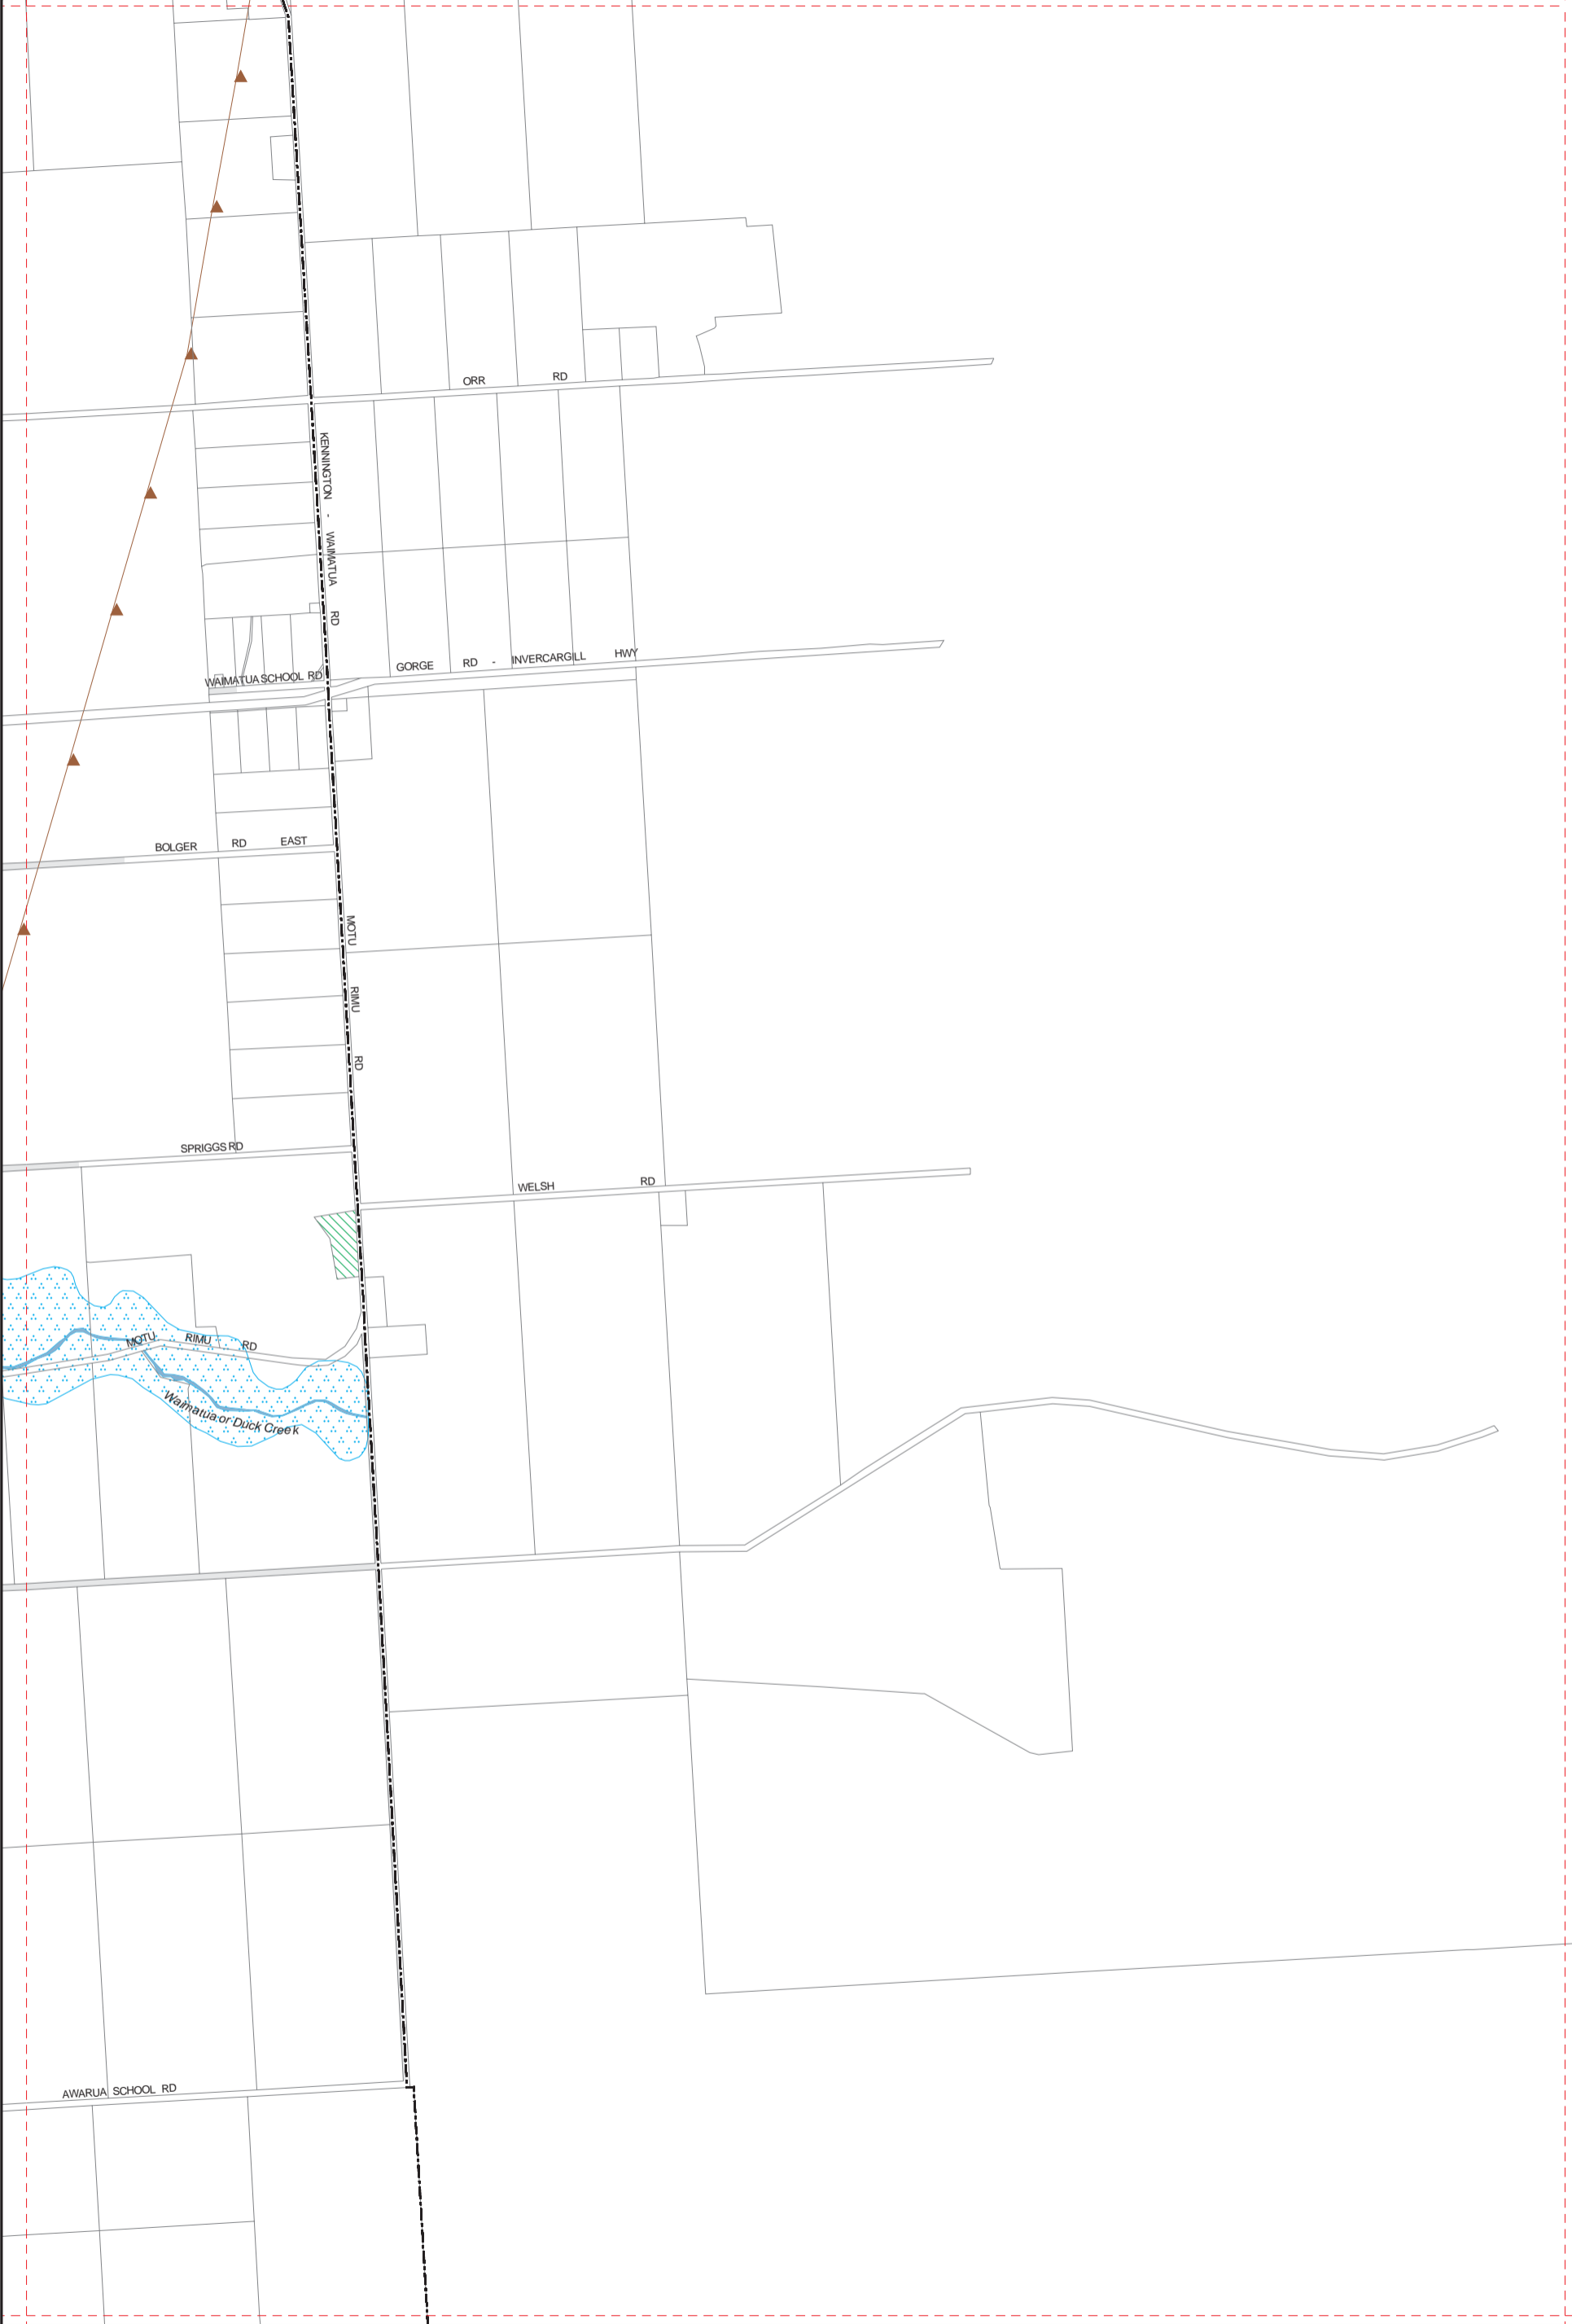 ORR RD
KENNINGTON - WAIMATUA RD
GORGE RD - INVERCARGILL HWY
WAIMATUA SCHOOL RD
BOLGER RD EAST
MOTU RIMU RD
SPRIGGS RD
WELSH RD
MOTU RIMU RD
Waimatua or Duck Creek
AWARUA SCHOOL RD